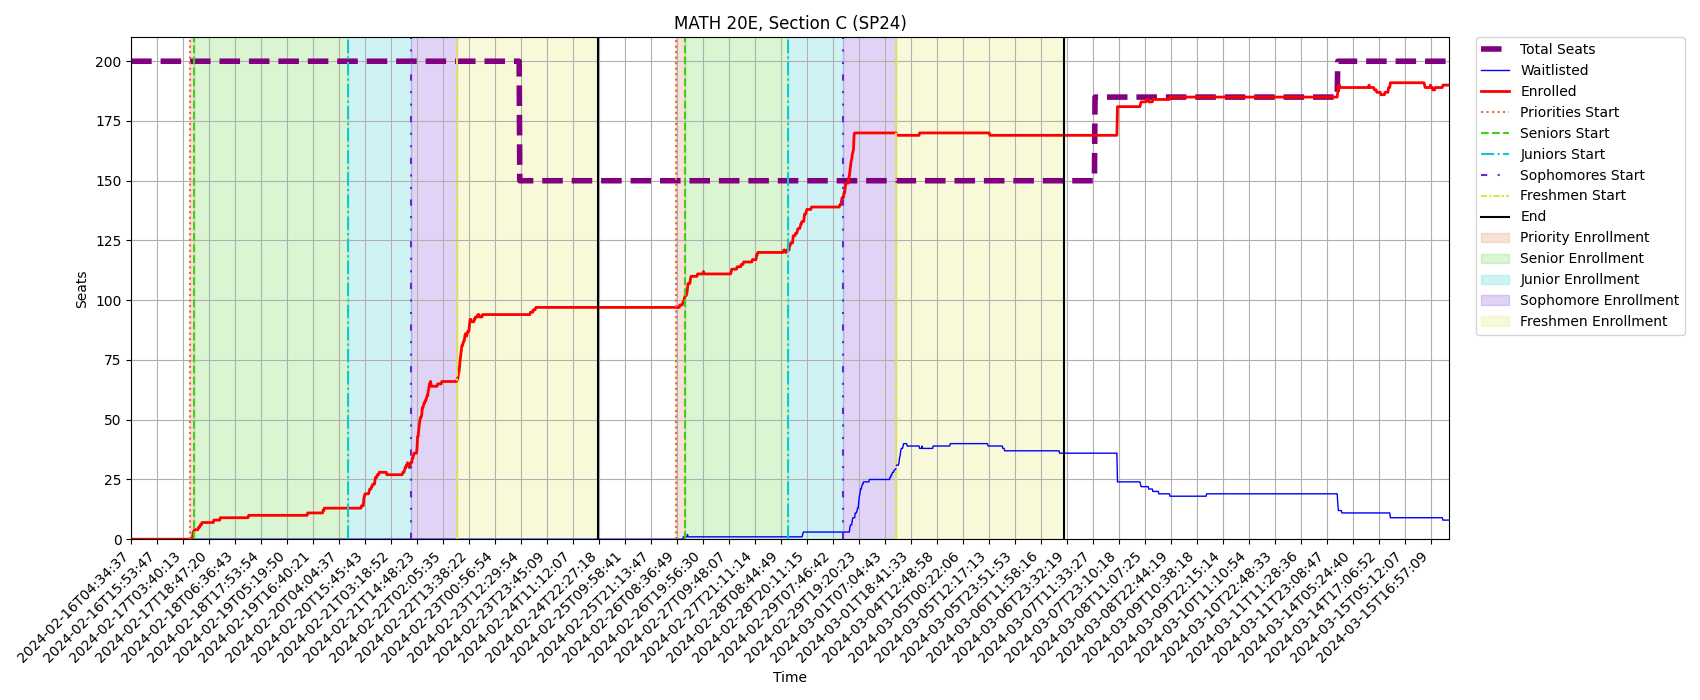 MATH 20E, Section C (SP24)
Seats
200
175
150
125
100
75
50
25
0
2024-02-16T04:34:37
2024-02-16T15:53:47
2024-02-17T03:40:13
2024-02-17T18:47:20
2024-02-18T06:36:43
2024-02-18T17:53:54
2024-02-19T05:19:50
2024-02-19T16:40:21
2024-02-20T04:04:37
2024-02-20T15:45:43
2024-02-21T03:18:52
2024-02-21T14:48:23
2024-02-22T02:05:35
2024-02-22T13:38:22
2024-02-23T00:56:54
2024-02-23T12:29:54
2024-02-23T23:45:09
2024-02-24T11:12:07
2024-02-24T22:27:18
2024-02-25T09:58:41
2024-02-25T21:13:47
2024-02-26T08:36:49
2024-02-26T19:56:30
2024-02-27T09:48:07
2024-02-27T21:11:14
2024-02-28T08:44:49
2024-02-28T20:11:15
2024-02-29T07:46:42
2024-02-29T19:20:23
2024-03-01T07:04:43
2024-03-01T18:41:33
2024-03-04T12:48:58
2024-03-05T00:22:06
2024-03-05T12:17:13
2024-03-05T23:51:53
2024-03-06T11:58:16
2024-03-06T23:32:19
2024-03-07T11:33:27
2024-03-07T23:10:18
2024-03-08T11:07:25
2024-03-08T22:44:19
2024-03-09T10:38:18
2024-03-09T22:15:14
2024-03-10T11:10:54
2024-03-10T22:48:33
2024-03-11T11:28:36
2024-03-11T23:08:47
2024-03-14T05:24:40
2024-03-14T17:06:52
2024-03-15T05:12:07
2024-03-15T16:57:09
Time
Total Seats
Waitlisted
Enrolled
Priorities Start
Seniors Start
Juniors Start
Sophomores Start
Freshmen Start
End
Priority Enrollment
Senior Enrollment
Junior Enrollment
Sophomore Enrollment
Freshmen Enrollment